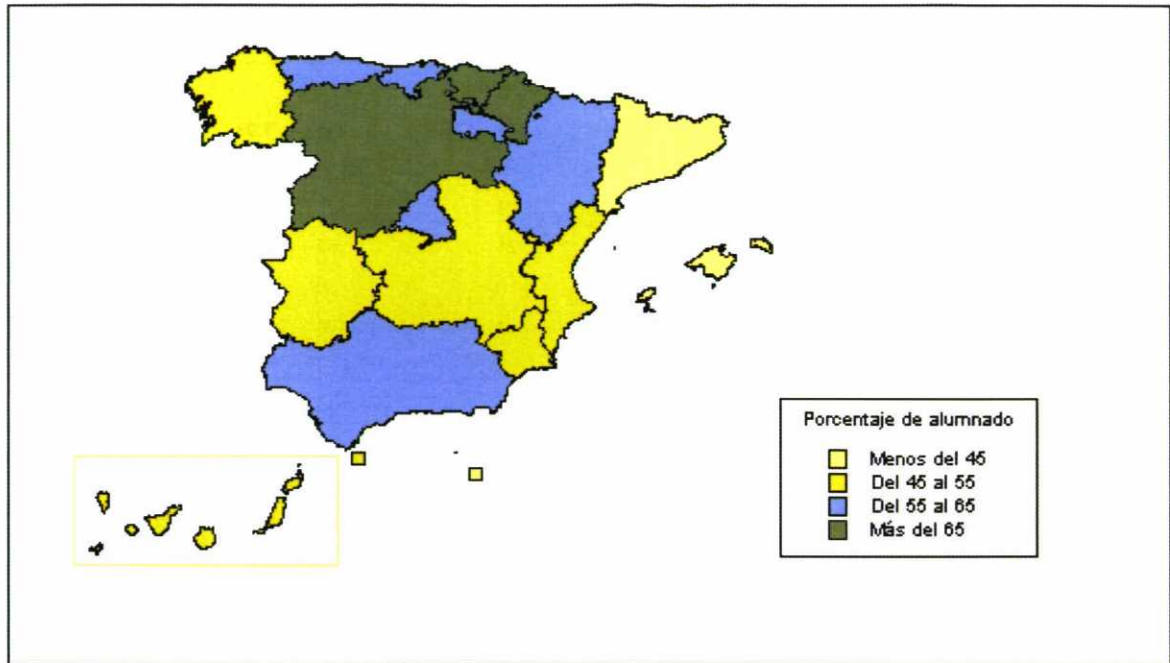 Porcentaje de alumnado
Menos del 45
Del 45 al 55
Del 55 al 65
Más del 65